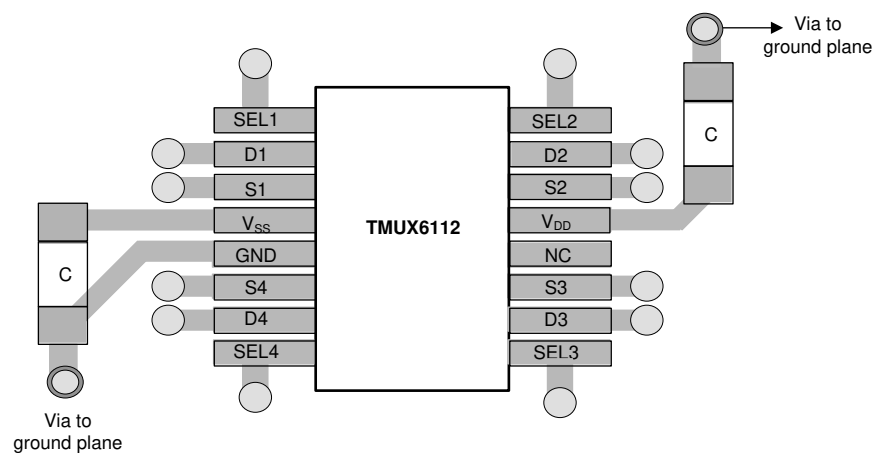 Via to
ground plane
SEL1
SEL2
C
D1
D2
S1
S2
VSS
TMUX6112
VDD
GND
NC
C
S4
S3
D4
D3
SEL4
SEL3
Via to
ground plane